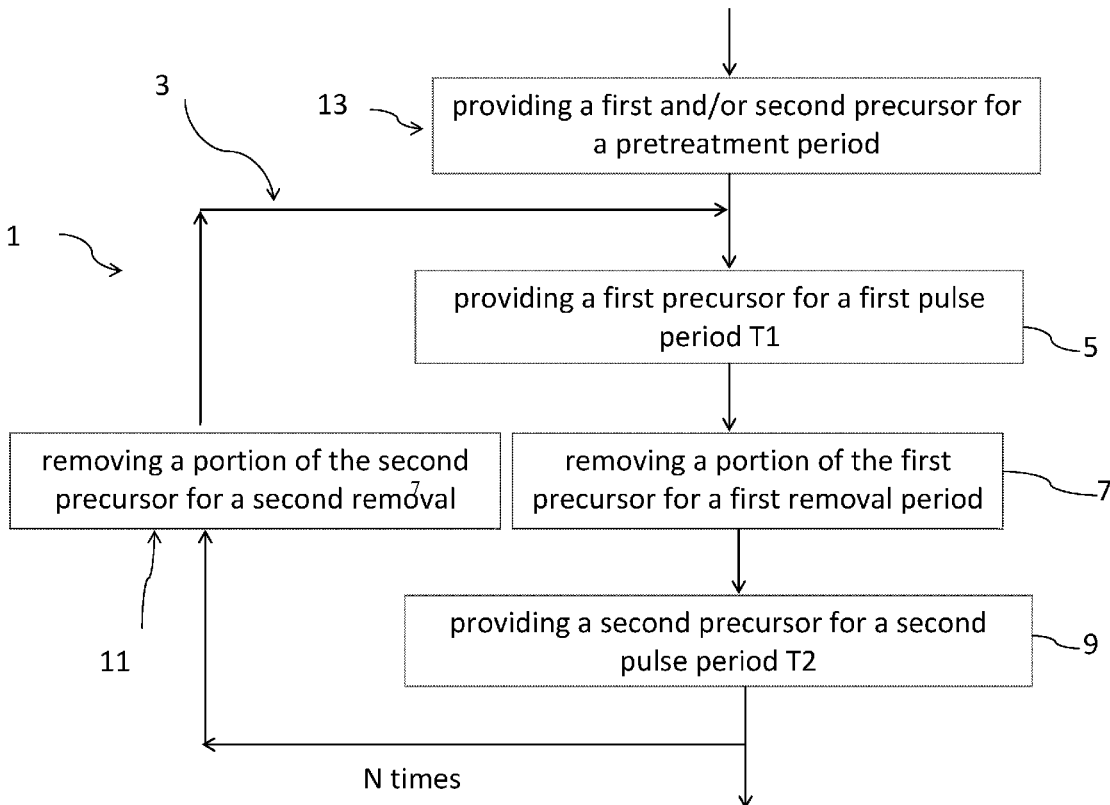 13
providing a first and/or second precursor for
a pretreatment period
3
1
providing a first precursor for a first pulse
period T1
5
removing a portion of the second
precursor for a second removal
7
removing a portion of the first
precursor for a first removal period
7
11
providing a second precursor for a second
pulse period T2
9
N times